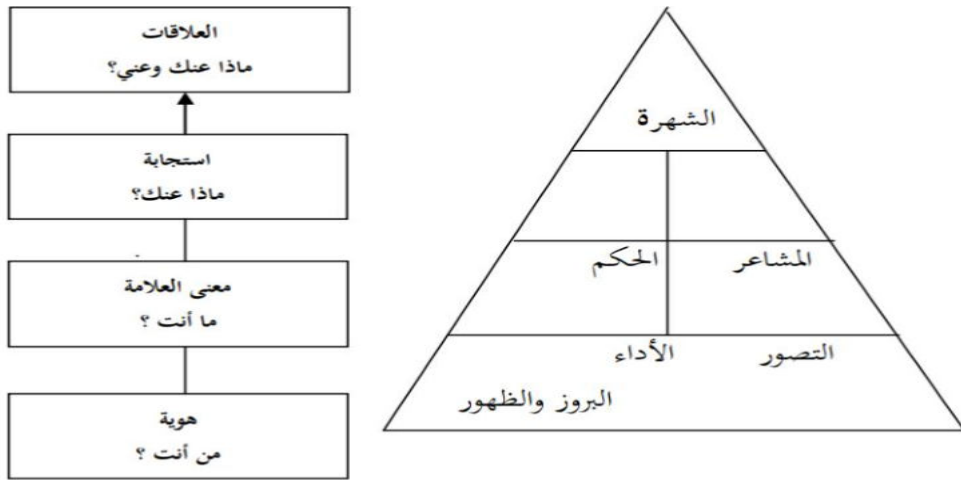 العلاقات
ماذا عنك وعني؟
استجابة
ماذا عنك؟
معنى العلامة
ما أنت ؟
هوية
من أنت ؟
الشهرة
المشاعر
الحكم
التصور
الأداء
البروز والظهور